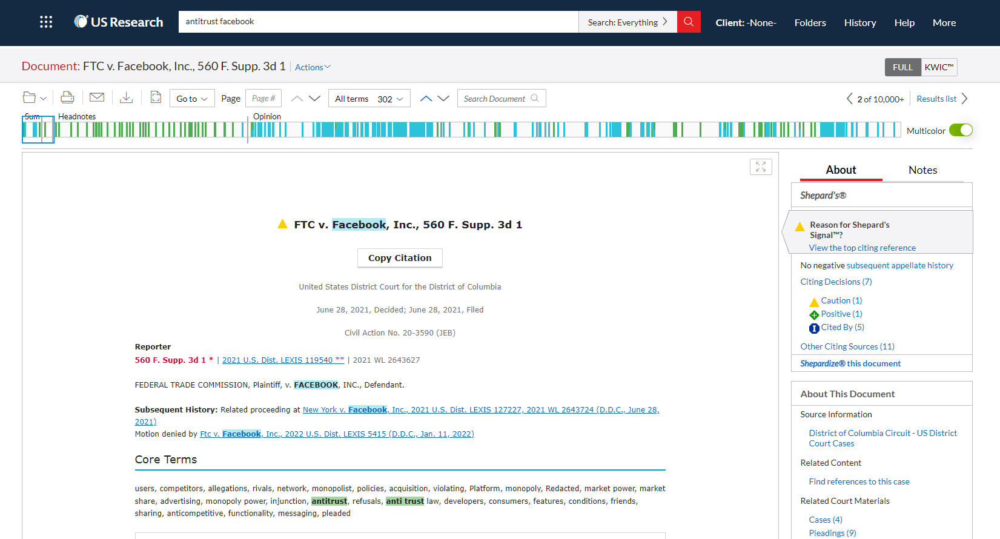 US Research
antitrust facebook
Search: Everything
Client: -None-
Folders
History
Help
More
Document: FTC v. Facebook, Inc., 560 F. Supp. 3d 1
Actions
FULL
KWIC™
Go to
Page
Page #
All terms 302
Search Document
2 of 10,000+
Results list
Sum
Headnotes
Opinion
Multicolor
FTC v. Facebook, Inc., 560 F. Supp. 3d 1
Copy Citation
United States District Court for the District of Columbia
June 28, 2021, Decided; June 28, 2021, Filed
Civil Action No. 20-3590 (JEB)
Reporter
560 F. Supp. 3d 1 * | 2021 U.S. Dist. LEXIS 119540 ** | 2021 WL 2643627
FEDERAL TRADE COMMISSION, Plaintiff, v. FACEBOOK, INC., Defendant.
Subsequent History: Related proceeding at New York v. Facebook, Inc., 2021 U.S. Dist. LEXIS 127227, 2021 WL 2643724 (D.D.C., June 28,
2021)
Motion denied by Ftc v. Facebook, Inc., 2022 U.S. Dist. LEXIS 5415 (D.D.C., Jan. 11, 2022)
Core Terms
users, competitors, allegations, rivals, network, monopolist, policies, acquisition, violating, Platform, monopoly, Redacted, market power, market
share, advertising, monopoly power, injunction, antitrust, refusals, anti trust law, developers, consumers, features, conditions, friends,
sharing, anticompetitive, functionality, messaging, pleaded
About
Notes
Shepard's®
Reason for Shepard's
Signal™?
View the top citing reference
No negative subsequent appellate history
Citing Decisions (7)
Caution (1)
Positive (1)
Cited By (5)
Other Citing Sources (11)
Shepardize® this document
About This Document
Source Information
District of Columbia Circuit - US District
Court Cases
Related Content
Find references to this case
Related Court Materials
Cases (4)
Pleadings (9)